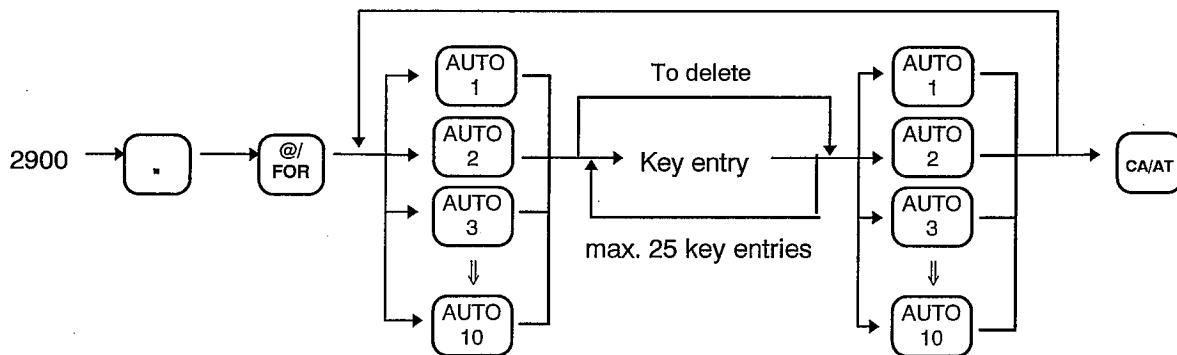 2900
.
@/
FOR
AUTO
1
AUTO
2
AUTO
3
AUTO
10
To delete
Key entry
max. 25 key entries
AUTO
1
AUTO
2
AUTO
3
AUTO
10
CA/AT